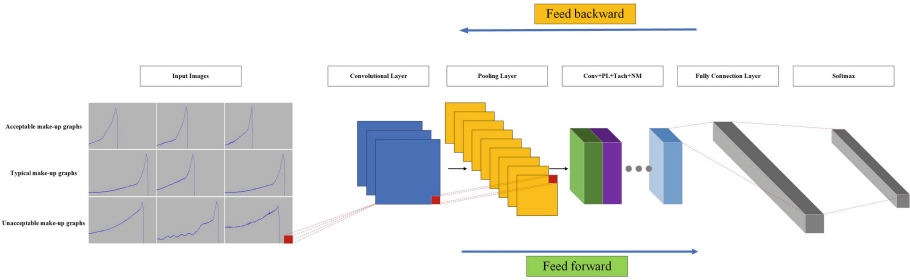 Feed backward
Input Images
Convolutional Layer
Pooling Layer
Conv+PL+Tach+NM
Fully Connection Layer
Softmax
Acceptable make-up graphs
Typical make-up graphs
Unacceptable make-up graphs
Feed forward